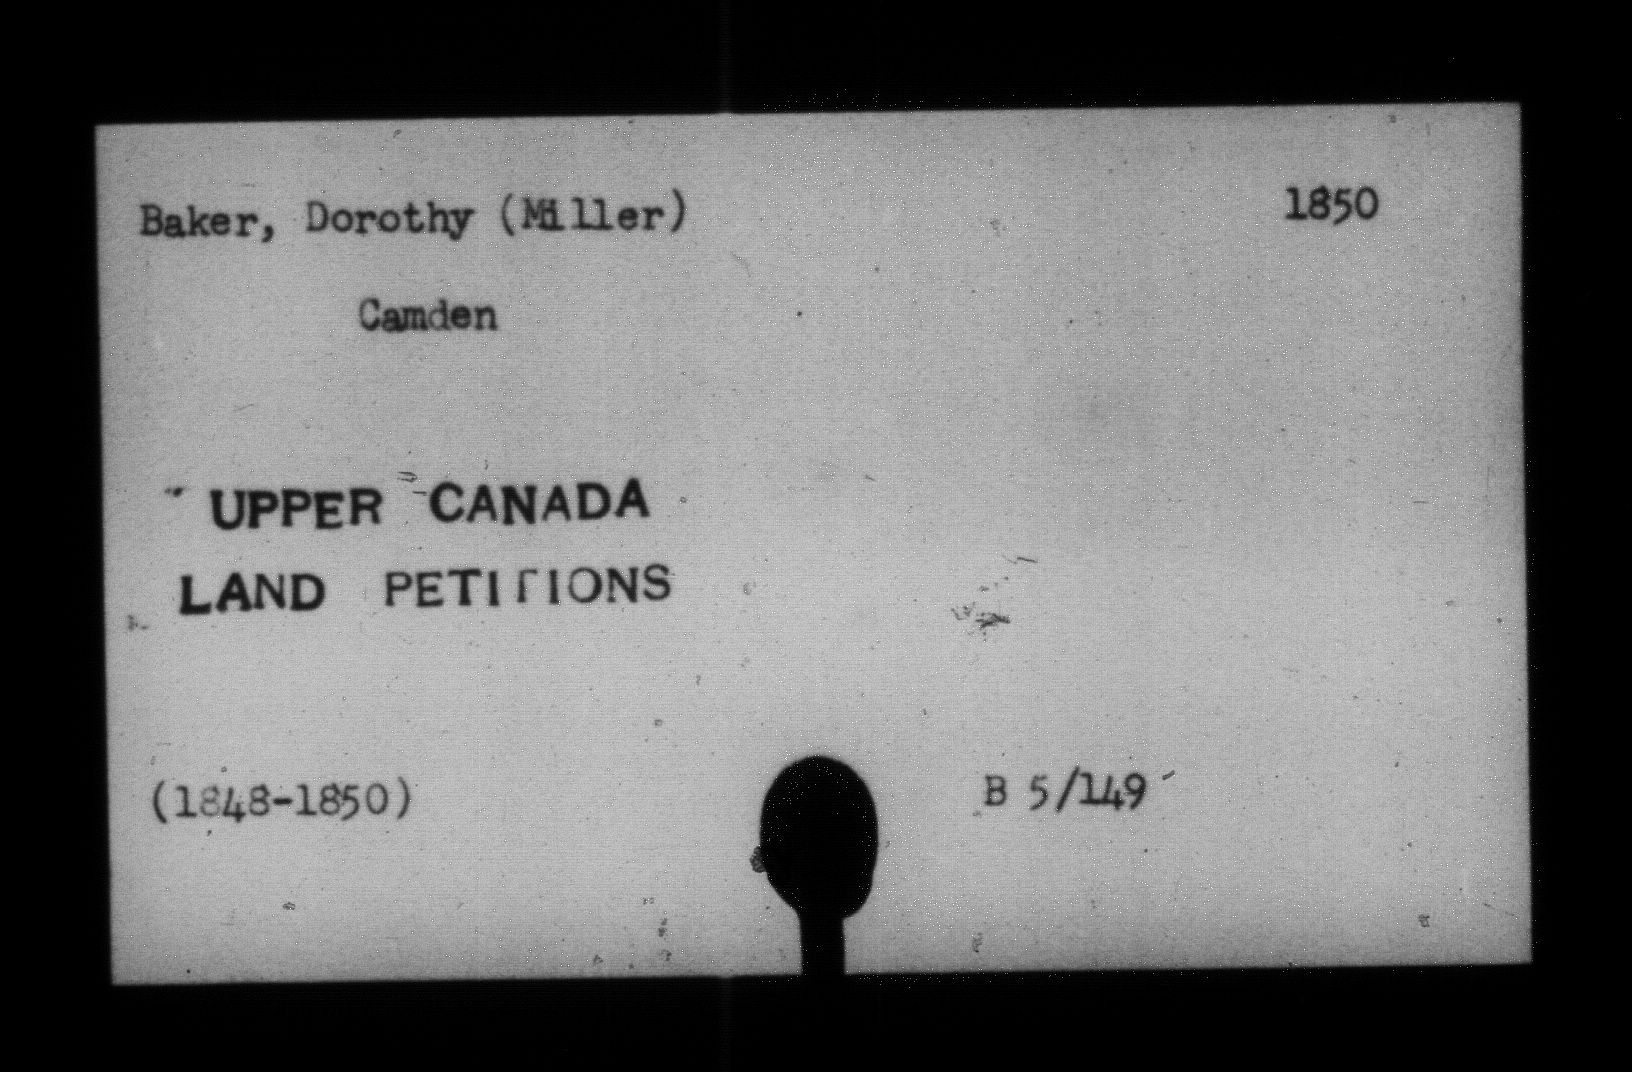 Baker, Dorothy (Miller) 1850
Camden
UPPER CANADA
LAND PETITIONS
(1848-1850) B 5/149